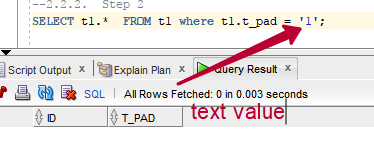 --2.2.2. Step 2
SELECT t1.* FROM t1 where t1.t_pad = '1';
Script Output Explain Plan Query Result
SQL All Rows Fetched: 0 in 0.003 seconds
ID T_PAD
text value